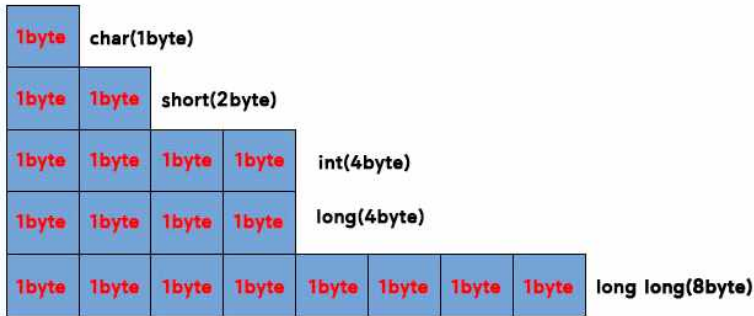 1byte char(1byte)
1byte 1byte short(2byte)
1byte 1byte 1byte 1byte int(4byte)
1byte 1byte 1byte 1byte long(4byte)
1byte 1byte 1byte 1byte 1byte 1byte 1byte 1byte long long(8byte)